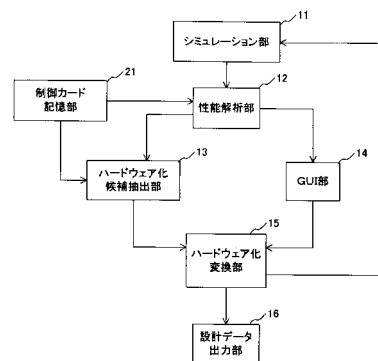 11
シミュレーション部
21
制御カード
記憶部
12
性能解析部
13
ハードウェア化
候補抽出部
14
GUI部
15
ハードウェア化
変換部
16
設計データ
出力部